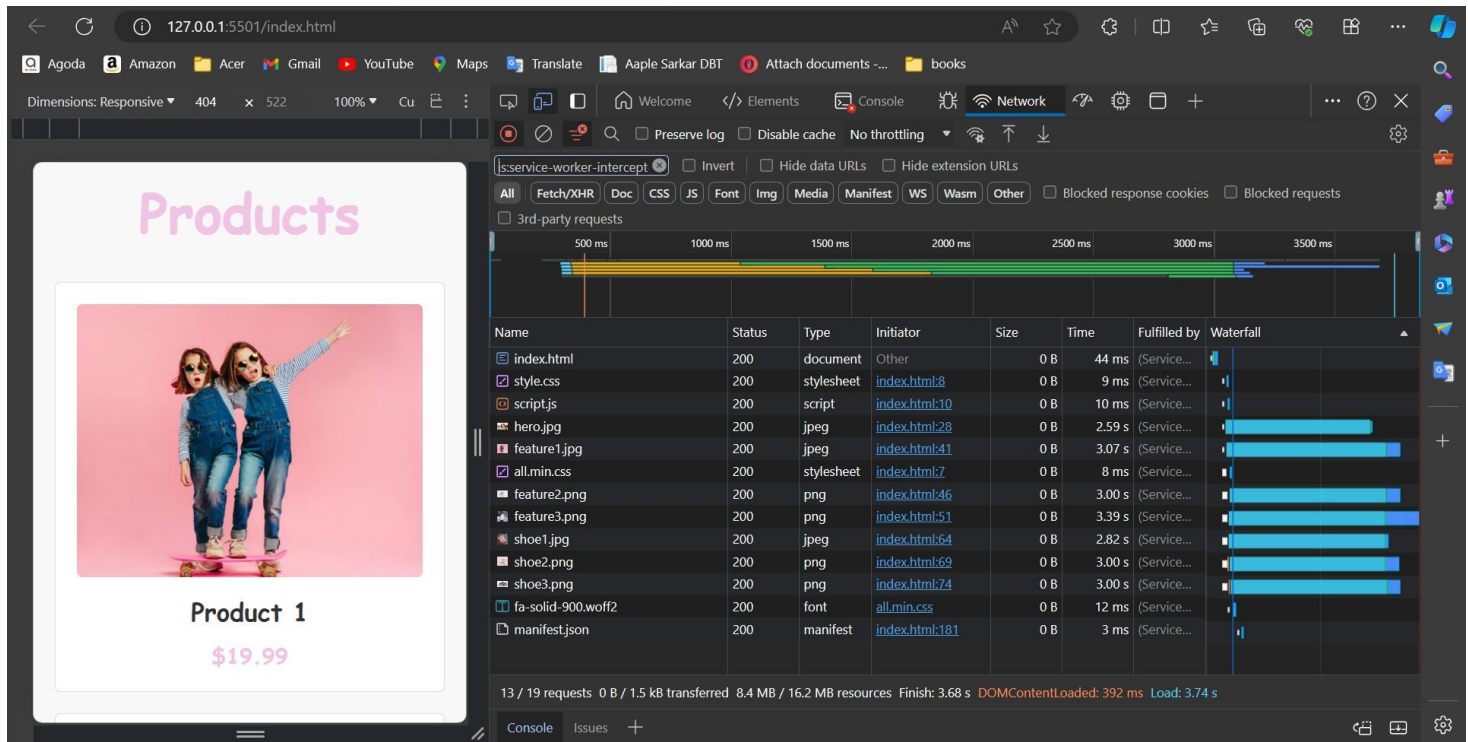 127.0.0.1:5501/index.html
Agoda Amazon Acer Gmail YouTube Maps Translate Aaple Sarkar DBT Attach documents -... books
Dimensions: Responsive 404 x 522 100% Cu
Welcome Elements Console Network
Preserve log Disable cache No throttling
is:service-worker-intercept Invert Hide data URLs Hide extension URLs
All Fetch/XHR Doc CSS JS Font Img Media Manifest WS Wasm Other Blocked response cookies Blocked requests
3rd-party requests
500 ms 1000 ms 1500 ms 2000 ms 2500 ms 3000 ms 3500 ms
Name Status Type Initiator Size Time Fulfilled by Waterfall
index.html 200 document Other 0 B 44 ms (Service...
style.css 200 stylesheet index.html:8 0 B 9 ms (Service...
script.js 200 script index.html:10 0 B 10 ms (Service...
hero.jpg 200 jpeg index.html:28 0 B 2.59 s (Service...
feature1.jpg 200 jpeg index.html:41 0 B 3.07 s (Service...
all.min.css 200 stylesheet index.html:7 0 B 8 ms (Service...
feature2.png 200 png index.html:46 0 B 3.00 s (Service...
feature3.png 200 png index.html:51 0 B 3.39 s (Service...
shoe1.jpg 200 jpeg index.html:64 0 B 2.82 s (Service...
shoe2.png 200 png index.html:69 0 B 3.00 s (Service...
shoe3.png 200 png index.html:74 0 B 3.00 s (Service...
fa-solid-900.woff2 200 font all.min.css 0 B 12 ms (Service...
manifest.json 200 manifest index.html:181 0 B 3 ms (Service...
13 / 19 requests 0 B / 1.5 kB transferred 8.4 MB / 16.2 MB resources Finish: 3.68 s DOMContentLoaded: 392 ms Load: 3.74 s
Console Issues
Products
Product 1
$19.99